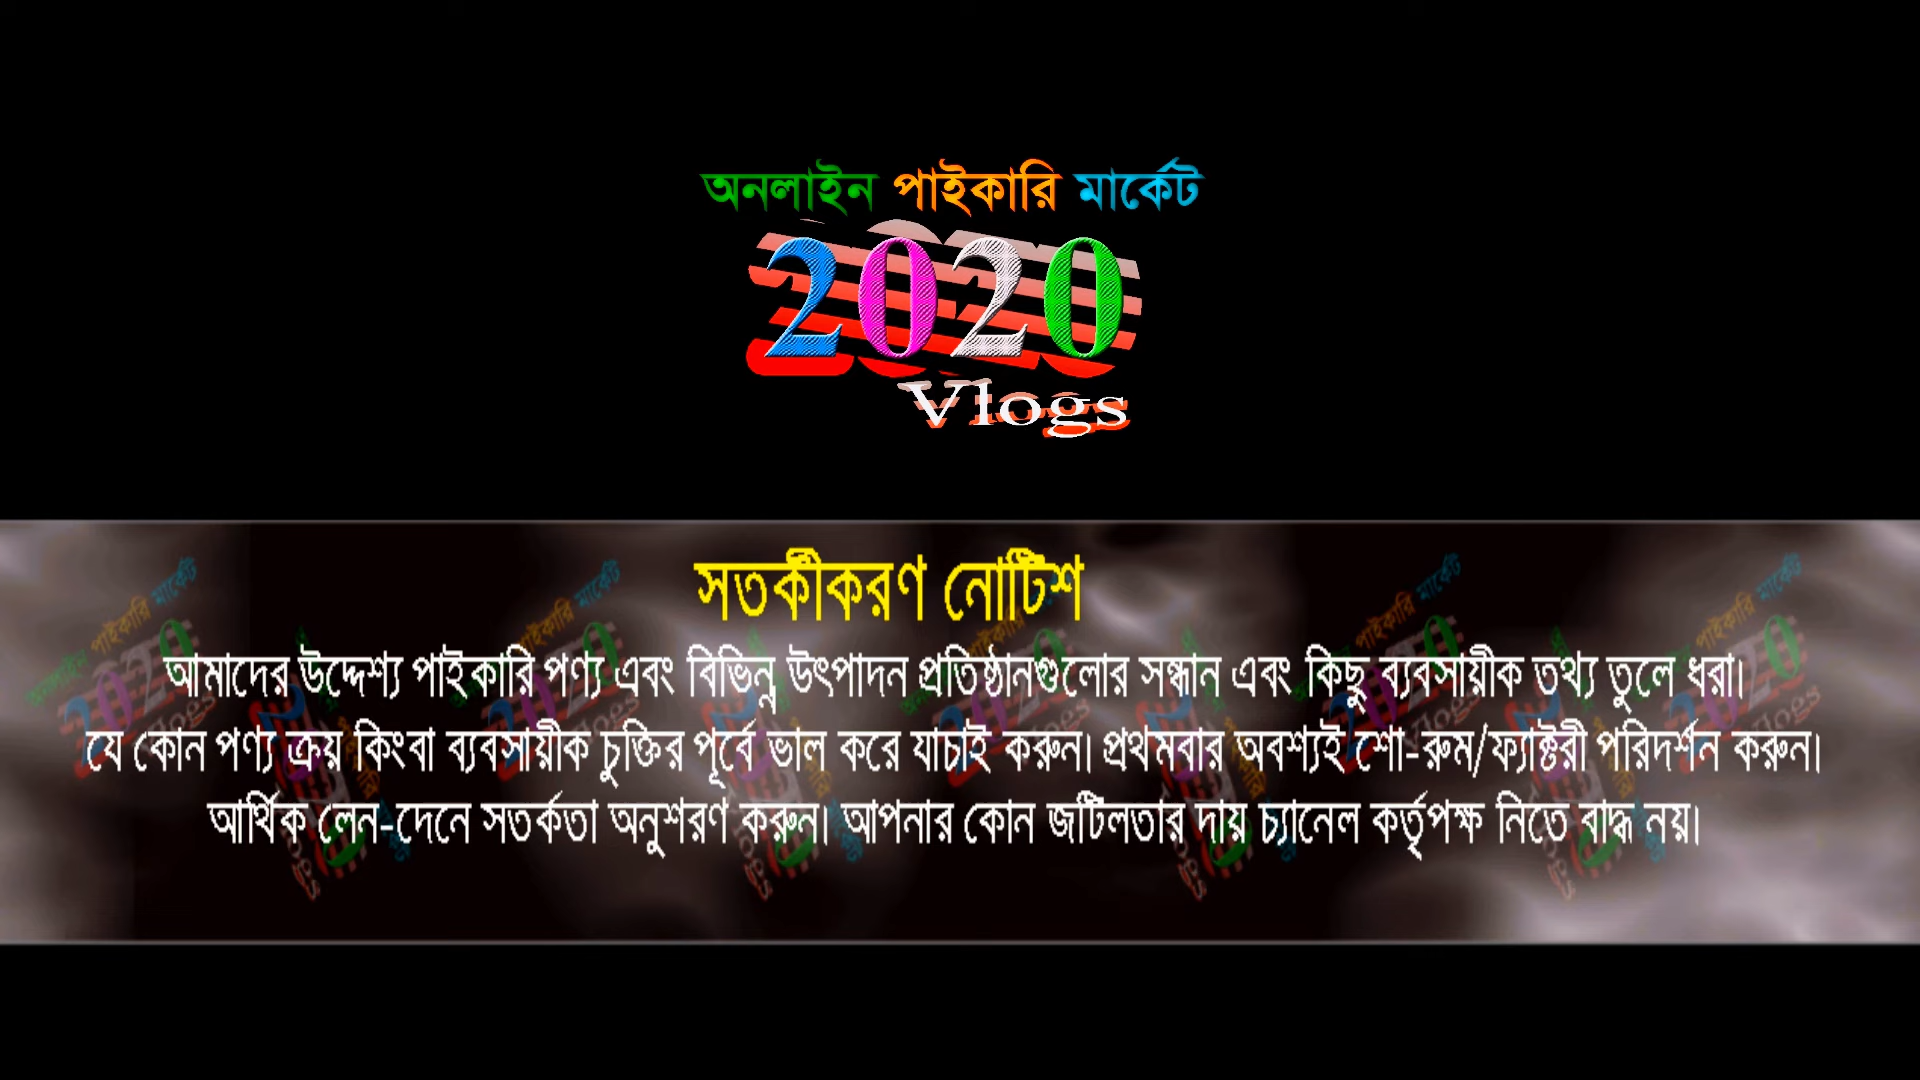 অনলাইন পাইকারি মার্কেট
2020
Vlogs
সতর্কীকরণ নোটিশ
আমাদের উদ্দেশ্য পাইকারি পণ্য এবং বিভিন্ন উৎপাদন প্রতিষ্ঠানগুলোর সন্ধান এবং কিছু ব্যবসায়ীক তথ্য তুলে ধরা।
যে কোন পণ্য ক্রয় কিংবা ব্যবসায়ীক চুক্তির পূর্বে ভাল করে যাচাই করুন। প্রথমবার অবশ্যই শো-রুম/ফ্যাক্টরী পরিদর্শন করুন।
আর্থিক লেন-দেনে সতর্কতা অনুশরণ করুন। আপনার কোন জটিলতার দায় চ্যানেল কর্তৃপক্ষ নিতে বাদ্ধ নয়।